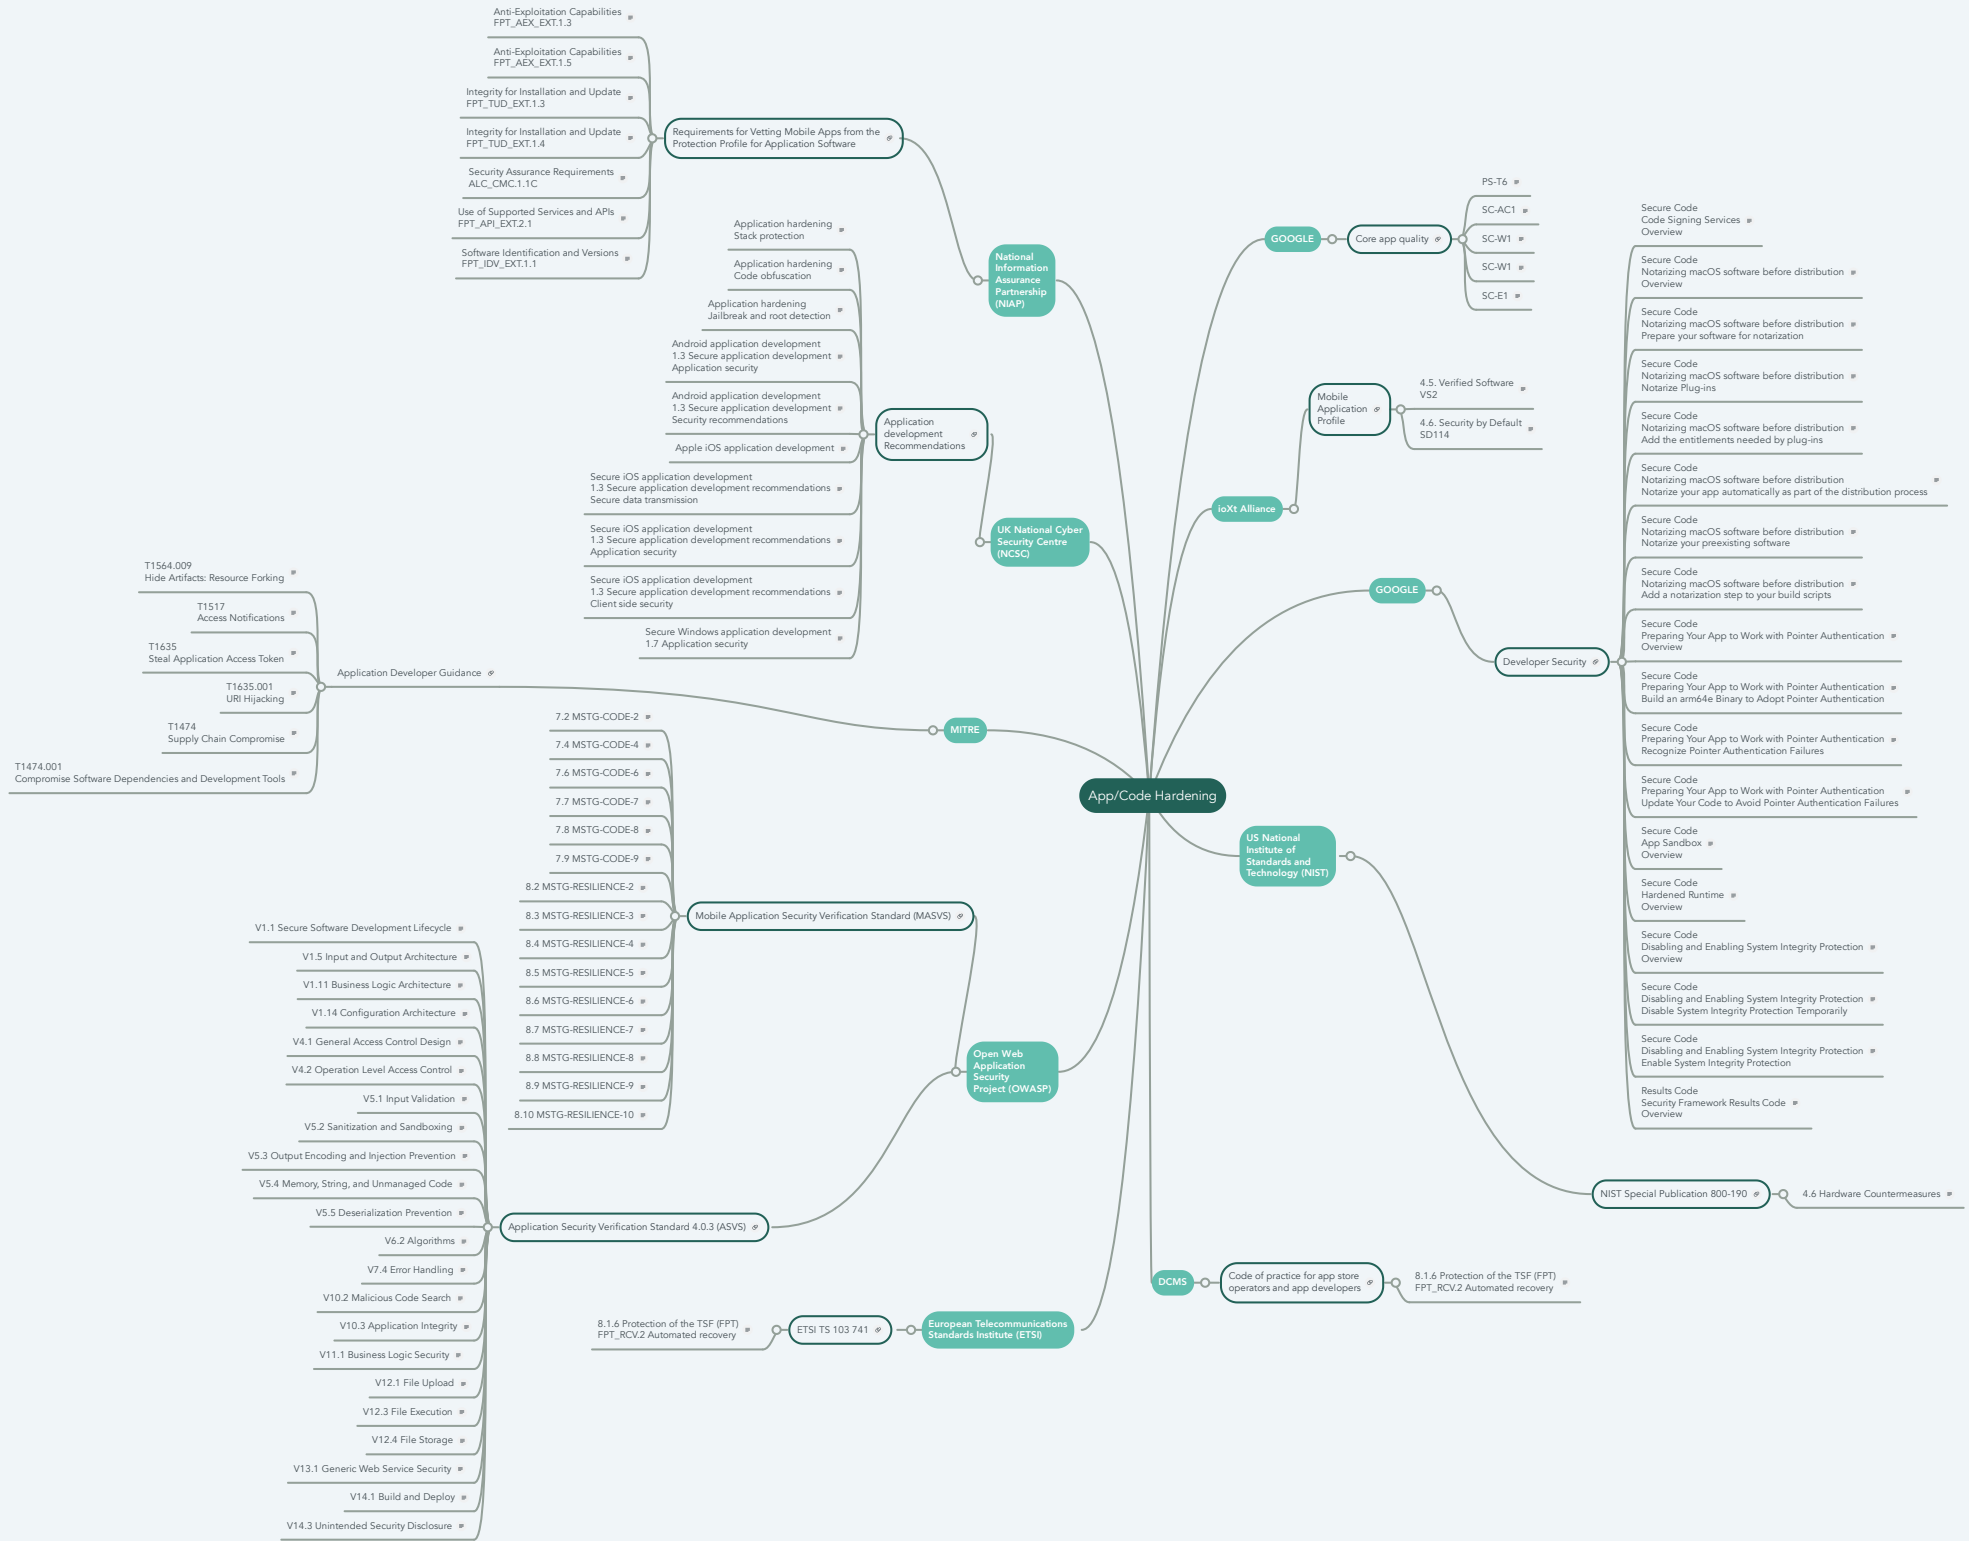 Anti-Exploitation Capabilities
FPT_AEX_EXT.1.3
Anti-Exploitation Capabilities
FPT_AEX_EXT.1.5
Integrity for Installation and Update
FPT_TUD_EXT.1.3
Integrity for Installation and Update
FPT_TUD_EXT.1.4
Security Assurance Requirements
ALC_CMC.1.1C
Use of Supported Services and APIs
FPT_API_EXT.2.1
Software Identification and Versions
FPT_IDV_EXT.1.1
Requirements for Vetting Mobile Apps from the
Protection Profile for Application Software
National
Information
Assurance
Partnership
(NIAP)
Application hardening
Stack protection
Application hardening
Code obfuscation
Application hardening
Jailbreak and root detection
Android application development
1.3 Secure application development
Application security
Android application development
1.3 Secure application development
Security recommendations
Apple iOS application development
Secure iOS application development
1.3 Secure application development recommendations
Secure data transmission
Secure iOS application development
1.3 Secure application development recommendations
Application security
Secure iOS application development
1.3 Secure application development recommendations
Client side security
Secure Windows application development
1.7 Application security
Application
development
Recommendations
UK National Cyber
Security Centre
(NCSC)
T1564.009
Hide Artifacts: Resource Forking
T1517
Access Notifications
T1635
Steal Application Access Token
T1635.001
URI Hijacking
T1474
Supply Chain Compromise
T1474.001
Compromise Software Dependencies and Development Tools
Application Developer Guidance
MITRE
7.2 MSTG-CODE-2
7.4 MSTG-CODE-4
7.6 MSTG-CODE-6
7.7 MSTG-CODE-7
7.8 MSTG-CODE-8
7.9 MSTG-CODE-9
8.2 MSTG-RESILIENCE-2
8.3 MSTG-RESILIENCE-3
8.4 MSTG-RESILIENCE-4
8.5 MSTG-RESILIENCE-5
8.6 MSTG-RESILIENCE-6
8.7 MSTG-RESILIENCE-7
8.8 MSTG-RESILIENCE-8
8.9 MSTG-RESILIENCE-9
8.10 MSTG-RESILIENCE-10
Mobile Application Security Verification Standard (MASVS)
Open Web
Application
Security
Project (OWASP)
V1.1 Secure Software Development Lifecycle
V1.5 Input and Output Architecture
V1.11 Business Logic Architecture
V1.14 Configuration Architecture
V4.1 General Access Control Design
V4.2 Operation Level Access Control
V5.1 Input Validation
V5.2 Sanitization and Sandboxing
V5.3 Output Encoding and Injection Prevention
V5.4 Memory, String, and Unmanaged Code
V5.5 Deserialization Prevention
V6.2 Algorithms
V7.4 Error Handling
V10.2 Malicious Code Search
V10.3 Application Integrity
V11.1 Business Logic Security
V12.1 File Upload
V12.3 File Execution
V12.4 File Storage
V13.1 Generic Web Service Security
V14.1 Build and Deploy
V14.3 Unintended Security Disclosure
Application Security Verification Standard 4.0.3 (ASVS)
8.1.6 Protection of the TSF (FPT)
FPT_RCV.2 Automated recovery
ETSI TS 103 741
European Telecommunications
Standards Institute (ETSI)
App/Code Hardening
GOOGLE
Core app quality
PS-T6
SC-AC1
SC-W1
SC-W1
SC-E1
ioXt Alliance
Mobile
Application
Profile
4.5. Verified Software
VS2
4.6. Security by Default
SD114
GOOGLE
Developer Security
Secure Code
Code Signing Services
Overview
Secure Code
Notarizing macOS software before distribution
Overview
Secure Code
Notarizing macOS software before distribution
Prepare your software for notarization
Secure Code
Notarizing macOS software before distribution
Notarize Plug-ins
Secure Code
Notarizing macOS software before distribution
Add the entitlements needed by plug-ins
Secure Code
Notarizing macOS software before distribution
Notarize your app automatically as part of the distribution process
Secure Code
Notarizing macOS software before distribution
Notarize your preexisting software
Secure Code
Notarizing macOS software before distribution
Add a notarization step to your build scripts
Secure Code
Preparing Your App to Work with Pointer Authentication
Overview
Secure Code
Preparing Your App to Work with Pointer Authentication
Build an arm64e Binary to Adopt Pointer Authentication
Secure Code
Preparing Your App to Work with Pointer Authentication
Recognize Pointer Authentication Failures
Secure Code
Preparing Your App to Work with Pointer Authentication
Update Your Code to Avoid Pointer Authentication Failures
Secure Code
App Sandbox
Overview
Secure Code
Hardened Runtime
Overview
Secure Code
Disabling and Enabling System Integrity Protection
Overview
Secure Code
Disabling and Enabling System Integrity Protection
Disable System Integrity Protection Temporarily
Secure Code
Disabling and Enabling System Integrity Protection
Enable System Integrity Protection
Results Code
Security Framework Results Code
Overview
US National
Institute of
Standards and
Technology (NIST)
NIST Special Publication 800-190
4.6 Hardware Countermeasures
DCMS
Code of practice for app store
operators and app developers
8.1.6 Protection of the TSF (FPT)
FPT_RCV.2 Automated recovery